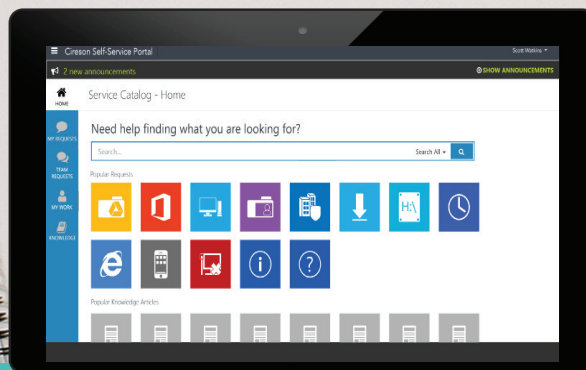 Cireson Self-Service Portal
Scott Watkins
2 new announcements
SHOW ANNOUNCEMENTS
HOME
Service Catalog - Home
MY REQUESTS
TEAM REQUESTS
MY WORK
KNOWLEDGE
Need help finding what you are looking for?
Search...
Search All
Popular Requests
H:\
Popular Knowledge Articles